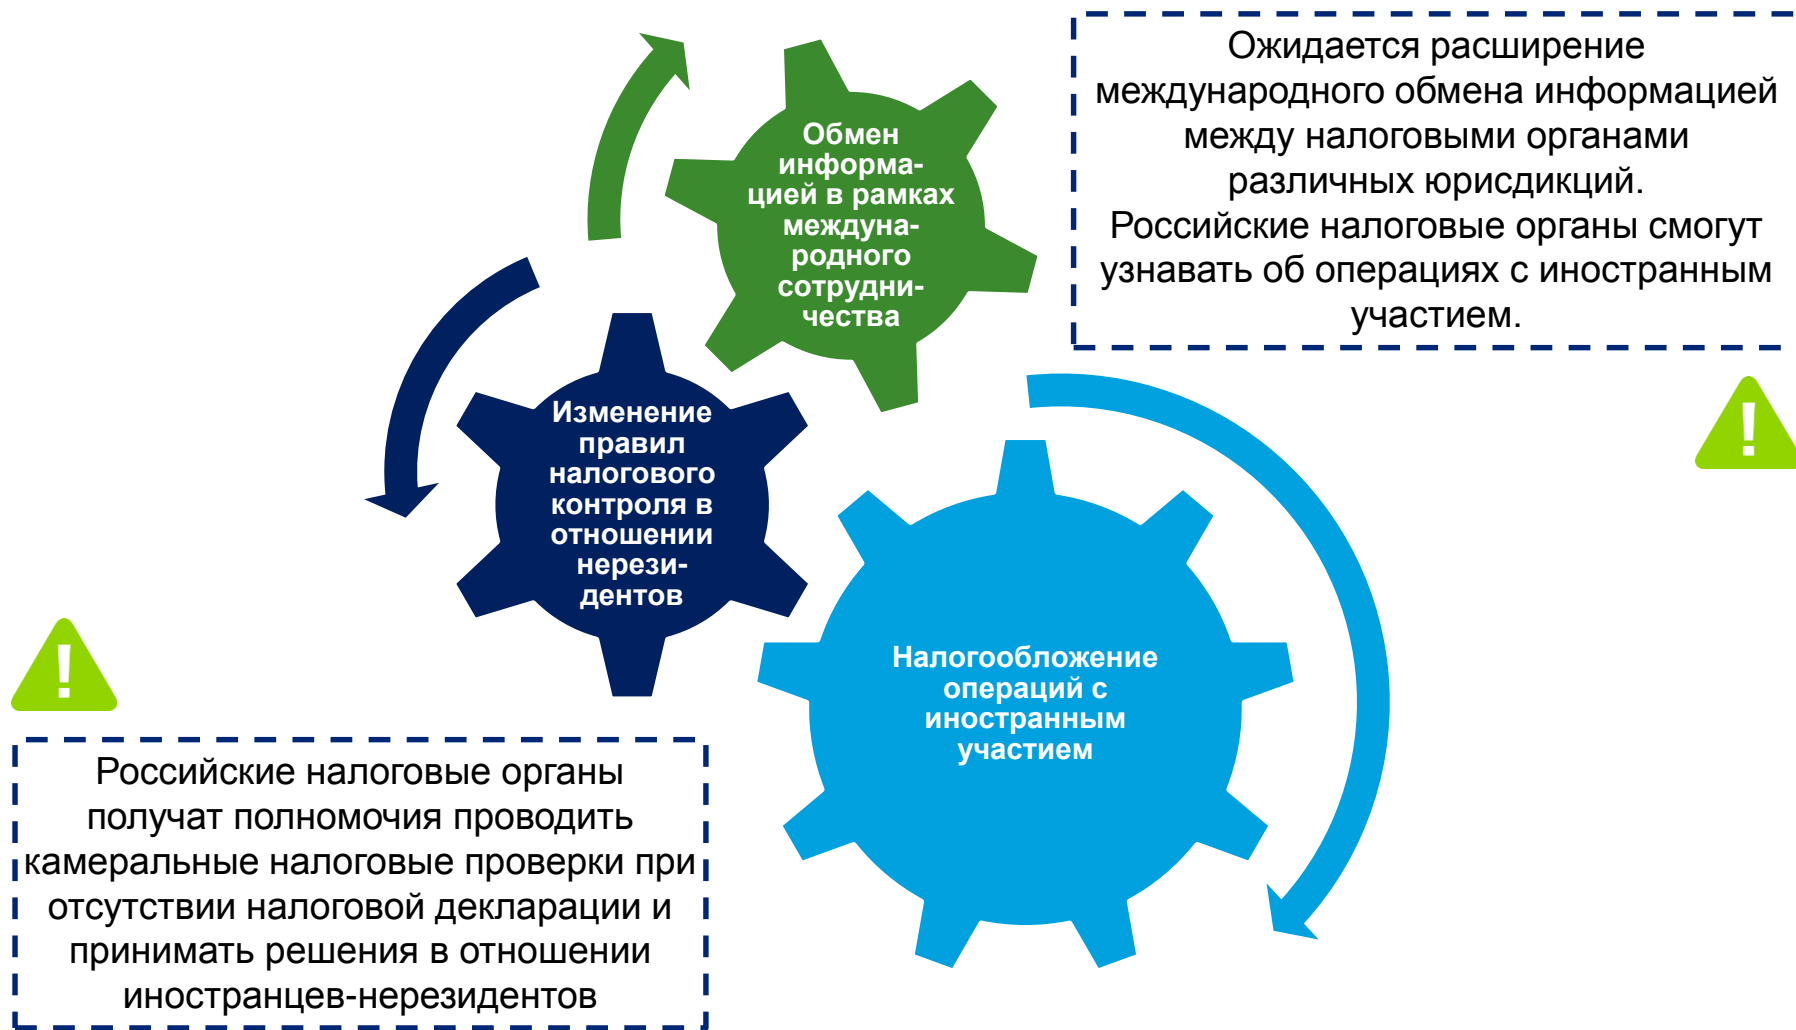 Ожидается расширение
международного обмена информацией
между налоговыми органами
различных юрисдикций.
Российские налоговые органы смогут
узнавать об операциях с иностранным
участием.
!
Обмен
информа-
цией в рамках
междуна-
родного
сотрудни-
чества
Изменение
правил
налогового
контроля в
отношении
нерези-
дентов
Налогообложение
операций с
иностранным
участием
!
Российские налоговые органы
получат полномочия проводить
камеральные налоговые проверки при
отсутствии налоговой декларации и
принимать решения в отношении
иностранцев-нерезидентов